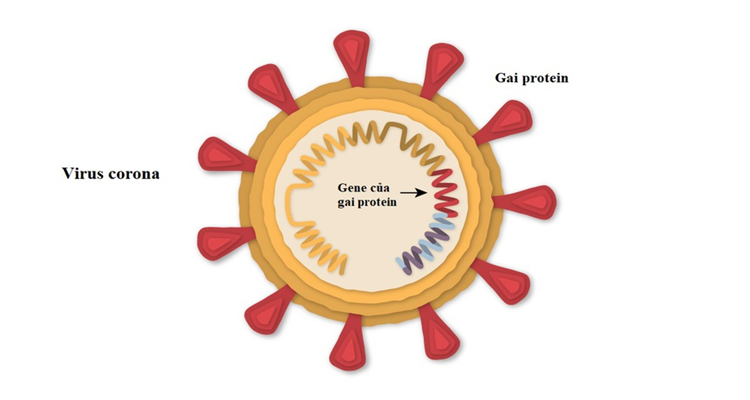 Gai protein
Virus corona
Gene của
gai protein